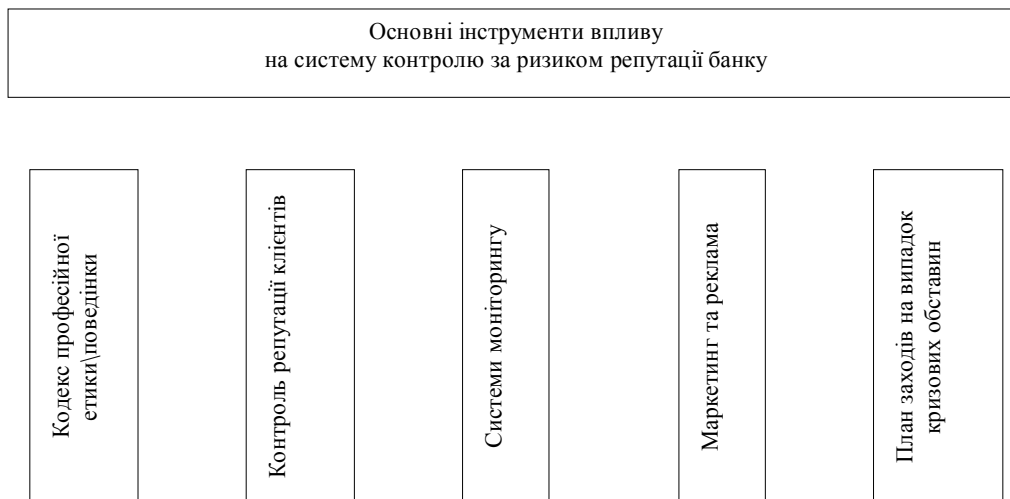 Основні інструменти впливу
на систему контролю за ризиком репутації банку
Кодекс професійної
етики\поведінки
Контроль репутації клієнтів
Системи моніторингу
Маркетинг та реклама
План заходів на випадок
кризових обставин